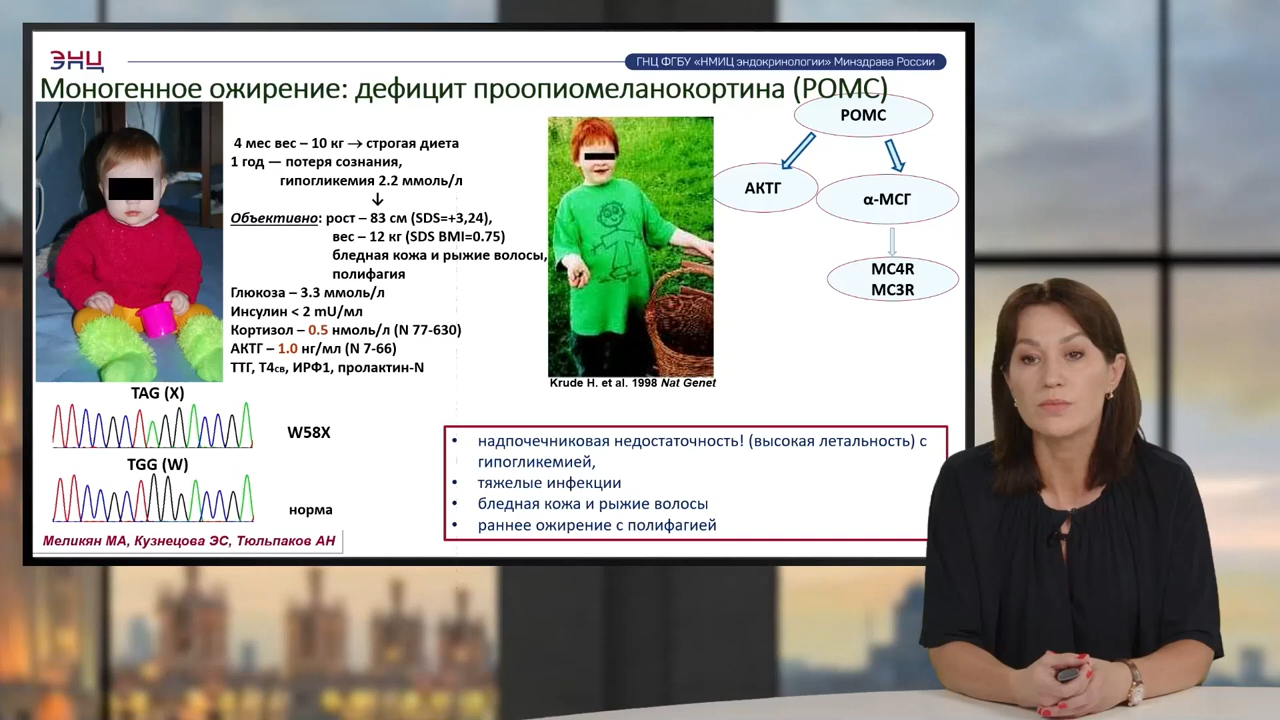 ЭНЦ
ГНЦ ФГБУ «НМИЦ эндокринологии» Минздрава России
Моногенное ожирение: дефицит проопиомеланокортина (POMC)
4 мес вес – 10 кг → строгая диета
1 год — потеря сознания,
гипогликемия 2.2 ммоль/л
↓
Объективно: рост – 83 см (SDS=+3,24),
вес – 12 кг (SDS BMI=0.75)
бледная кожа и рыжие волосы,
полифагия
Глюкоза – 3.3 ммоль/л
Инсулин < 2 mU/мл
Кортизол – 0.5 нмоль/л (N 77-630)
АКТГ – 1.0 нг/мл (N 7-66)
ТТГ, Т4св, ИРФ1, пролактин-N
TAG (X)
W58X
TGG (W)
норма
Меликян МА, Кузнецова ЭС, Тюльпаков АН
Krude H. et al. 1998 Nat Genet
POMC
АКТГ
α-МСГ
MC4R
MC3R
• надпочечниковая недостаточность! (высокая летальность) с
гипогликемией,
• тяжелые инфекции
• бледная кожа и рыжие волосы
• раннее ожирение с полифагией